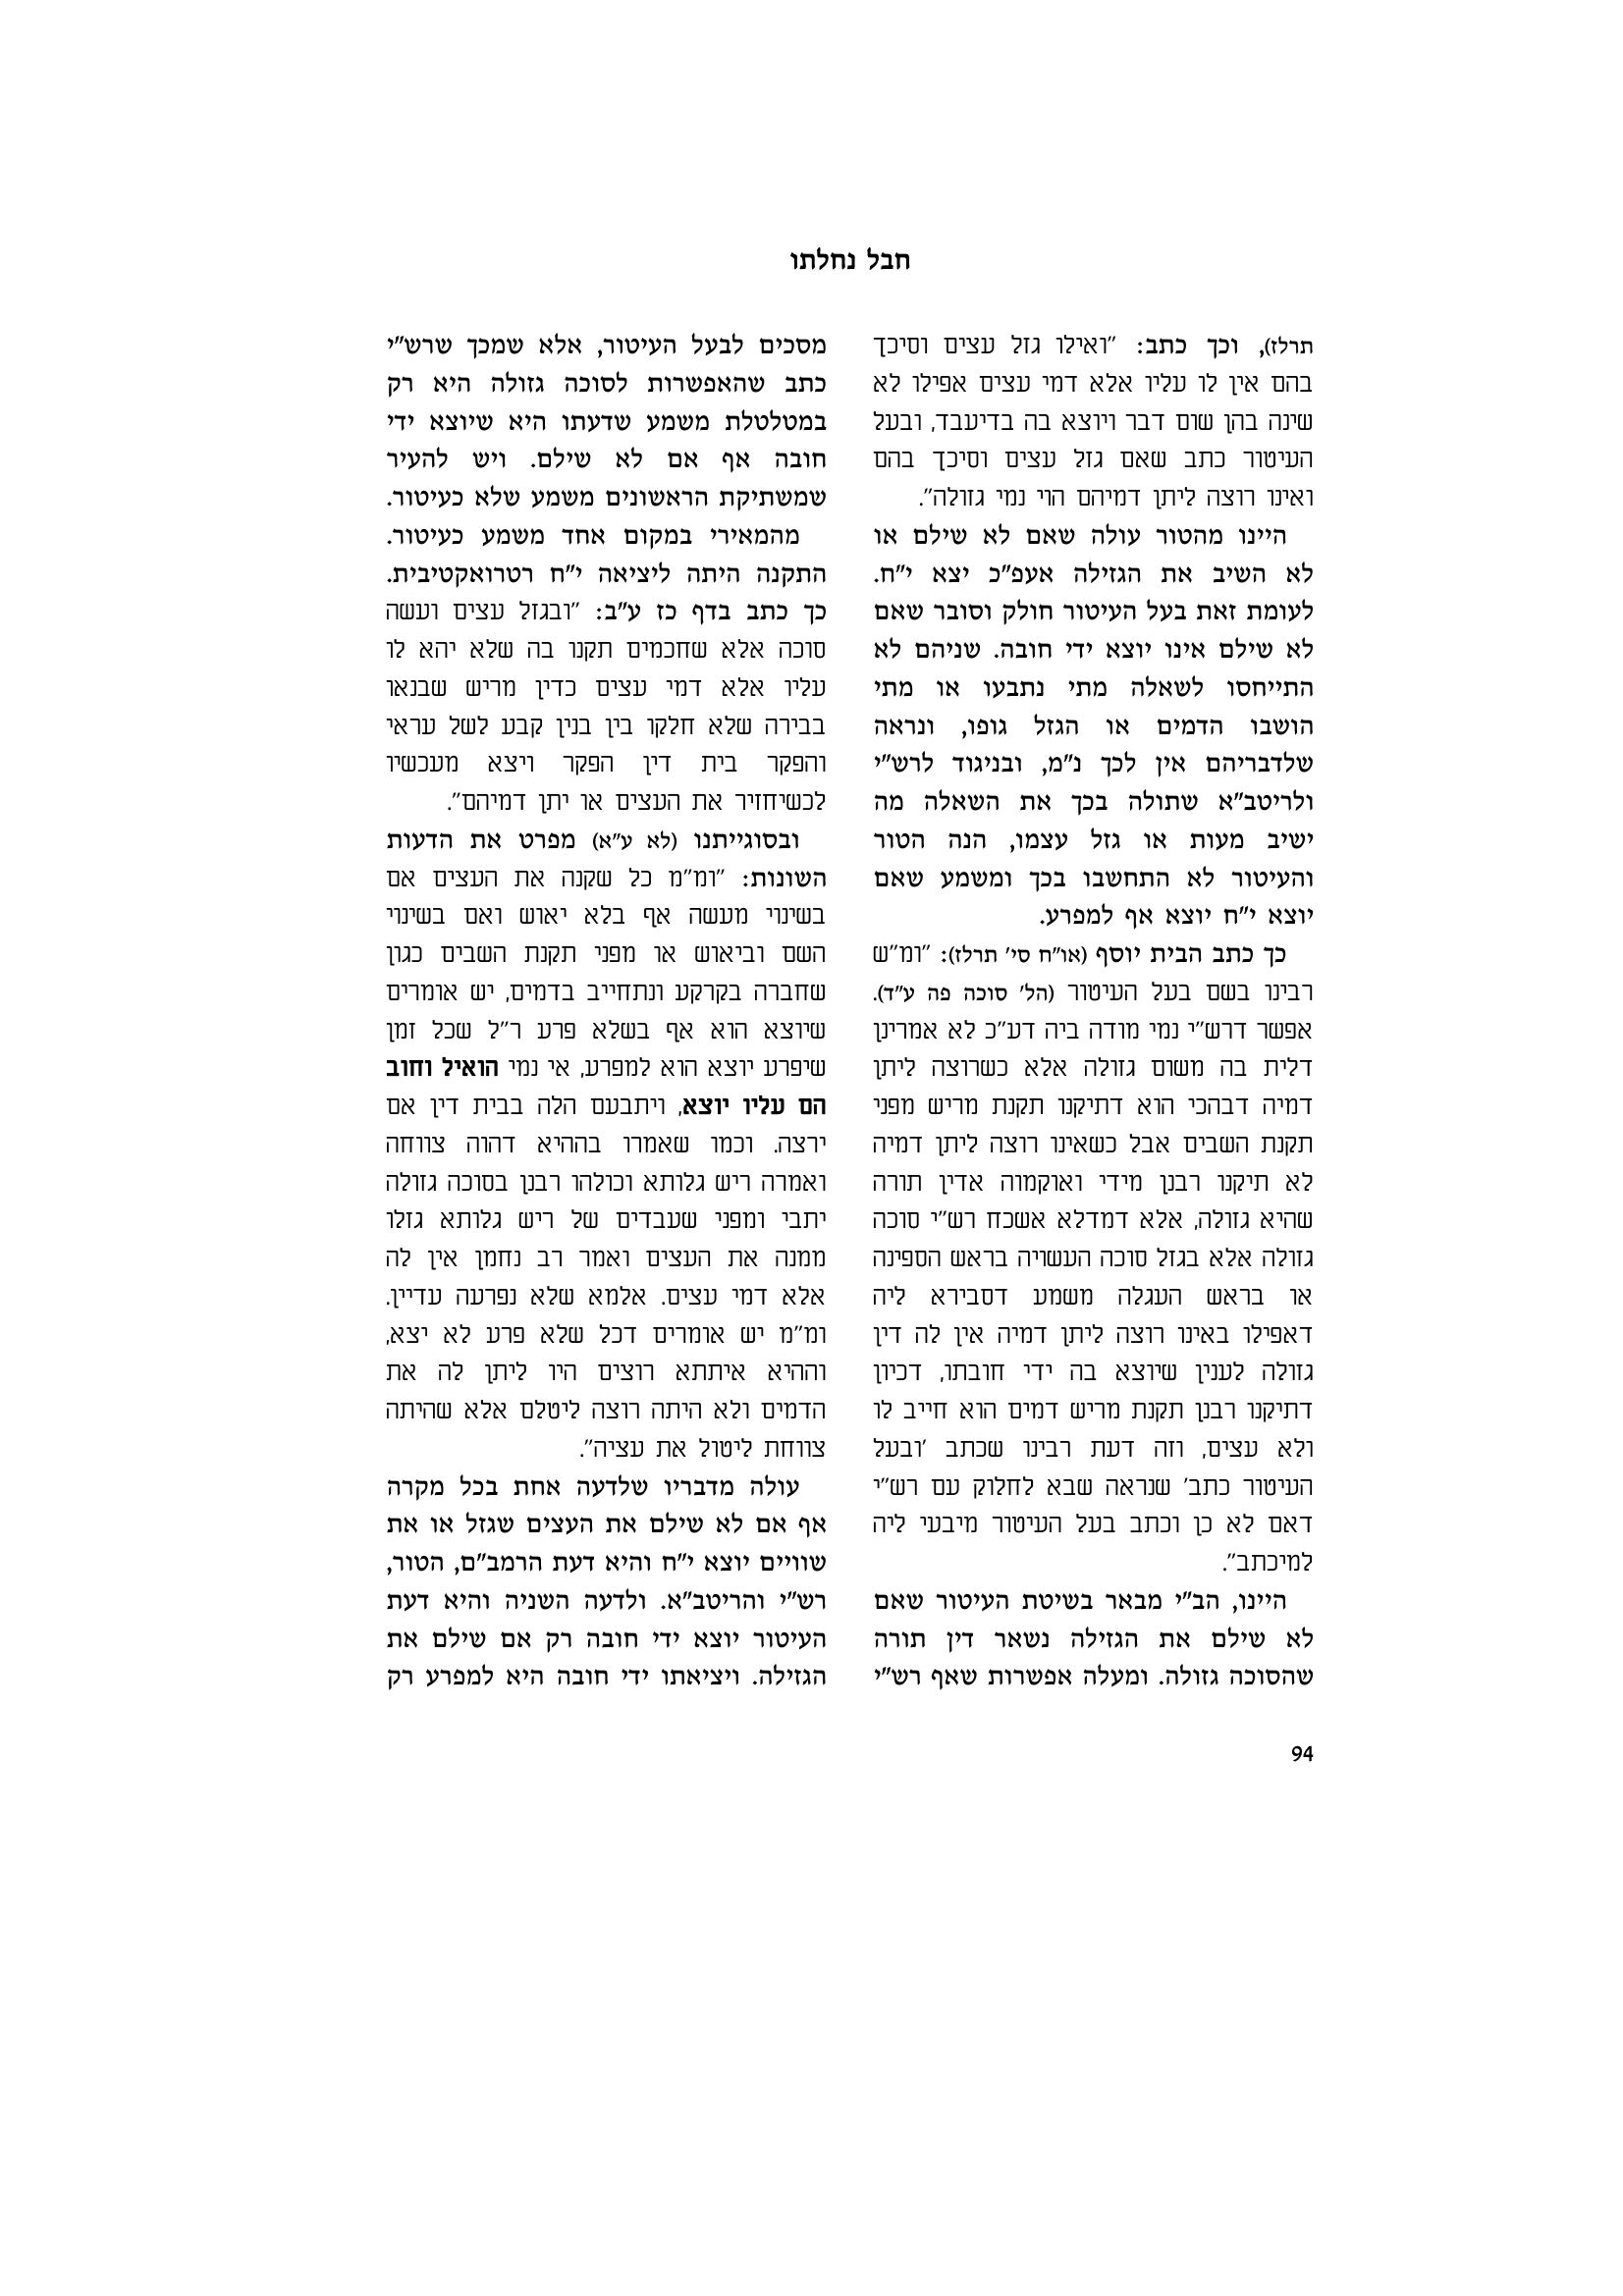 חבל נחלתו
תרלז), וכך כתב: "ואילו גזל עצים וסיכך
בהם אין לו עליו אלא דמי עצים אפילו לא
שינה בהן שום דבר ויוצא בה בדיעבד, ובעל
העיטור כתב שאם גזל עצים וסיכך בהם
ואינו רוצה ליתן דמיהם הוי נמי גזולה".
היינו מהטור עולה שאם לא שילם או
לא השיב את הגזילה אעפ"כ יצא י"ח.
לעומת זאת בעל העיטור חולק וסובר שאם
לא שילם אינו יוצא ידי חובה. שניהם לא
התייחסו לשאלה מתי נתבעו או מתי
הושבו הדמים או הגזל גופו, ונראה
שלדבריהם אין לכך נ"מ, ובניגוד לרש"י
ולריטב"א שתולה בכך את השאלה מה
ישיב מעות או גזל עצמו, הנה הטור
והעיטור לא התחשבו בכך ומשמע שאם
יוצא י"ח יוצא אף למפרע.
כך כתב הבית יוסף (או"ח סי' תרלז): "ומ"ש
רבינו בשם בעל העיטור (הל' סוכה פה ע"ד).
אפשר דרש"י נמי מודה ביה דע"כ לא אמרינן
דלית בה משום גזולה אלא כשרוצה ליתן
דמיה דבהכי הוא דתיקנו תקנת מריש מפני
תקנת השבים אבל כשאינו רוצה ליתן דמיה
לא תיקנו רבנן מידי ואוקמוה אדין תורה
שהיא גזולה, אלא דמדלא אשכח רש"י סוכה
גזולה אלא בגזל סוכה העשויה בראש הספינה
או בראש העגלה משמע דסבירא ליה
דאפילו באינו רוצה ליתן דמיה אין לה דין
גזולה לענין שיוצא בה ידי חובתו, דכיון
דתיקנו רבנן תקנת מריש דמים הוא חייב לו
ולא עצים, וזה דעת רבינו שכתב 'ובעל
העיטור כתב' שנראה שבא לחלוק עם רש"י
דאם לא כן וכתב בעל העיטור מיבעי ליה
למיכתב".
היינו, הב"י מבאר בשיטת העיטור שאם
לא שילם את הגזילה נשאר דין תורה
שהסוכה גזולה. ומעלה אפשרות שאף רש"י
מסכים לבעל העיטור, אלא שמכך שרש"י
כתב שהאפשרות לסוכה גזולה היא רק
במטלטלת משמע שדעתו היא שיוצא ידי
חובה אף אם לא שילם. ויש להעיר
שמשתיקת הראשונים משמע שלא כעיטור.
מהמאירי במקום אחד משמע כעיטור.
התקנה היתה ליציאה י"ח רטרואקטיבית.
כך כתב בדף כז ע"ב: "ובגזל עצים ועשה
סוכה אלא שחכמים תקנו בה שלא יהא לו
עליו אלא דמי עצים כדין מריש שבנאו
בבירה שלא חלקו בין בנין קבע לשל עראי
והפקר בית דין הפקר ויצא מעכשיו
לכשיחזיר את העצים או יתן דמיהם".
ובסוגייתנו (לא ע"א) מפרט את הדעות
השונות: "ומ"מ כל שקנה את העצים אם
בשינוי מעשה אף בלא יאוש ואם בשינוי
השם וביאוש או מפני תקנת השבים כגון
שחברה בקרקע ונתחייב בדמים, יש אומרים
שיוצא הוא אף בשלא פרע ר"ל שכל זמן
שיפרע יוצא הוא למפרע, אי נמי הואיל וחוב
הם עליו יוצא, ויתבעם הלה בבית דין אם
ירצה. וכמו שאמרו בההיא דהוה צווחה
ואמרה ריש גלותא וכולהו רבנן בסוכה גזולה
יתבי ומפני שעבדים של ריש גלותא גזלו
ממנה את העצים ואמר רב נחמן אין לה
אלא דמי עצים. אלמא שלא נפרעה עדיין.
ומ"מ יש אומרים דכל שלא פרע לא יצא,
וההיא איתתא רוצים היו ליתן לה את
הדמים ולא היתה רוצה ליטלם אלא שהיתה
צווחת ליטול את עציה".
עולה מדבריו שלדעה אחת בכל מקרה
אף אם לא שילם את העצים שגזל או את
שוויים יוצא י"ח והיא דעת הרמב"ם, הטור,
רש"י והריטב"א. ולדעה השניה והיא דעת
העיטור יוצא ידי חובה רק אם שילם את
הגזילה. ויציאתו ידי חובה היא למפרע רק
94